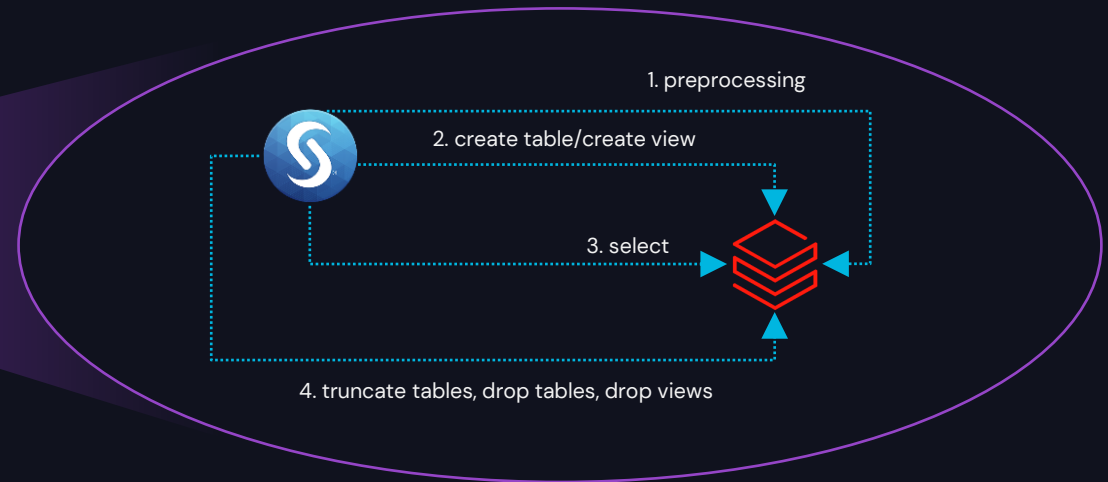 1. preprocessing
2. create table/create view
3. select
4. truncate tables, drop tables, drop views